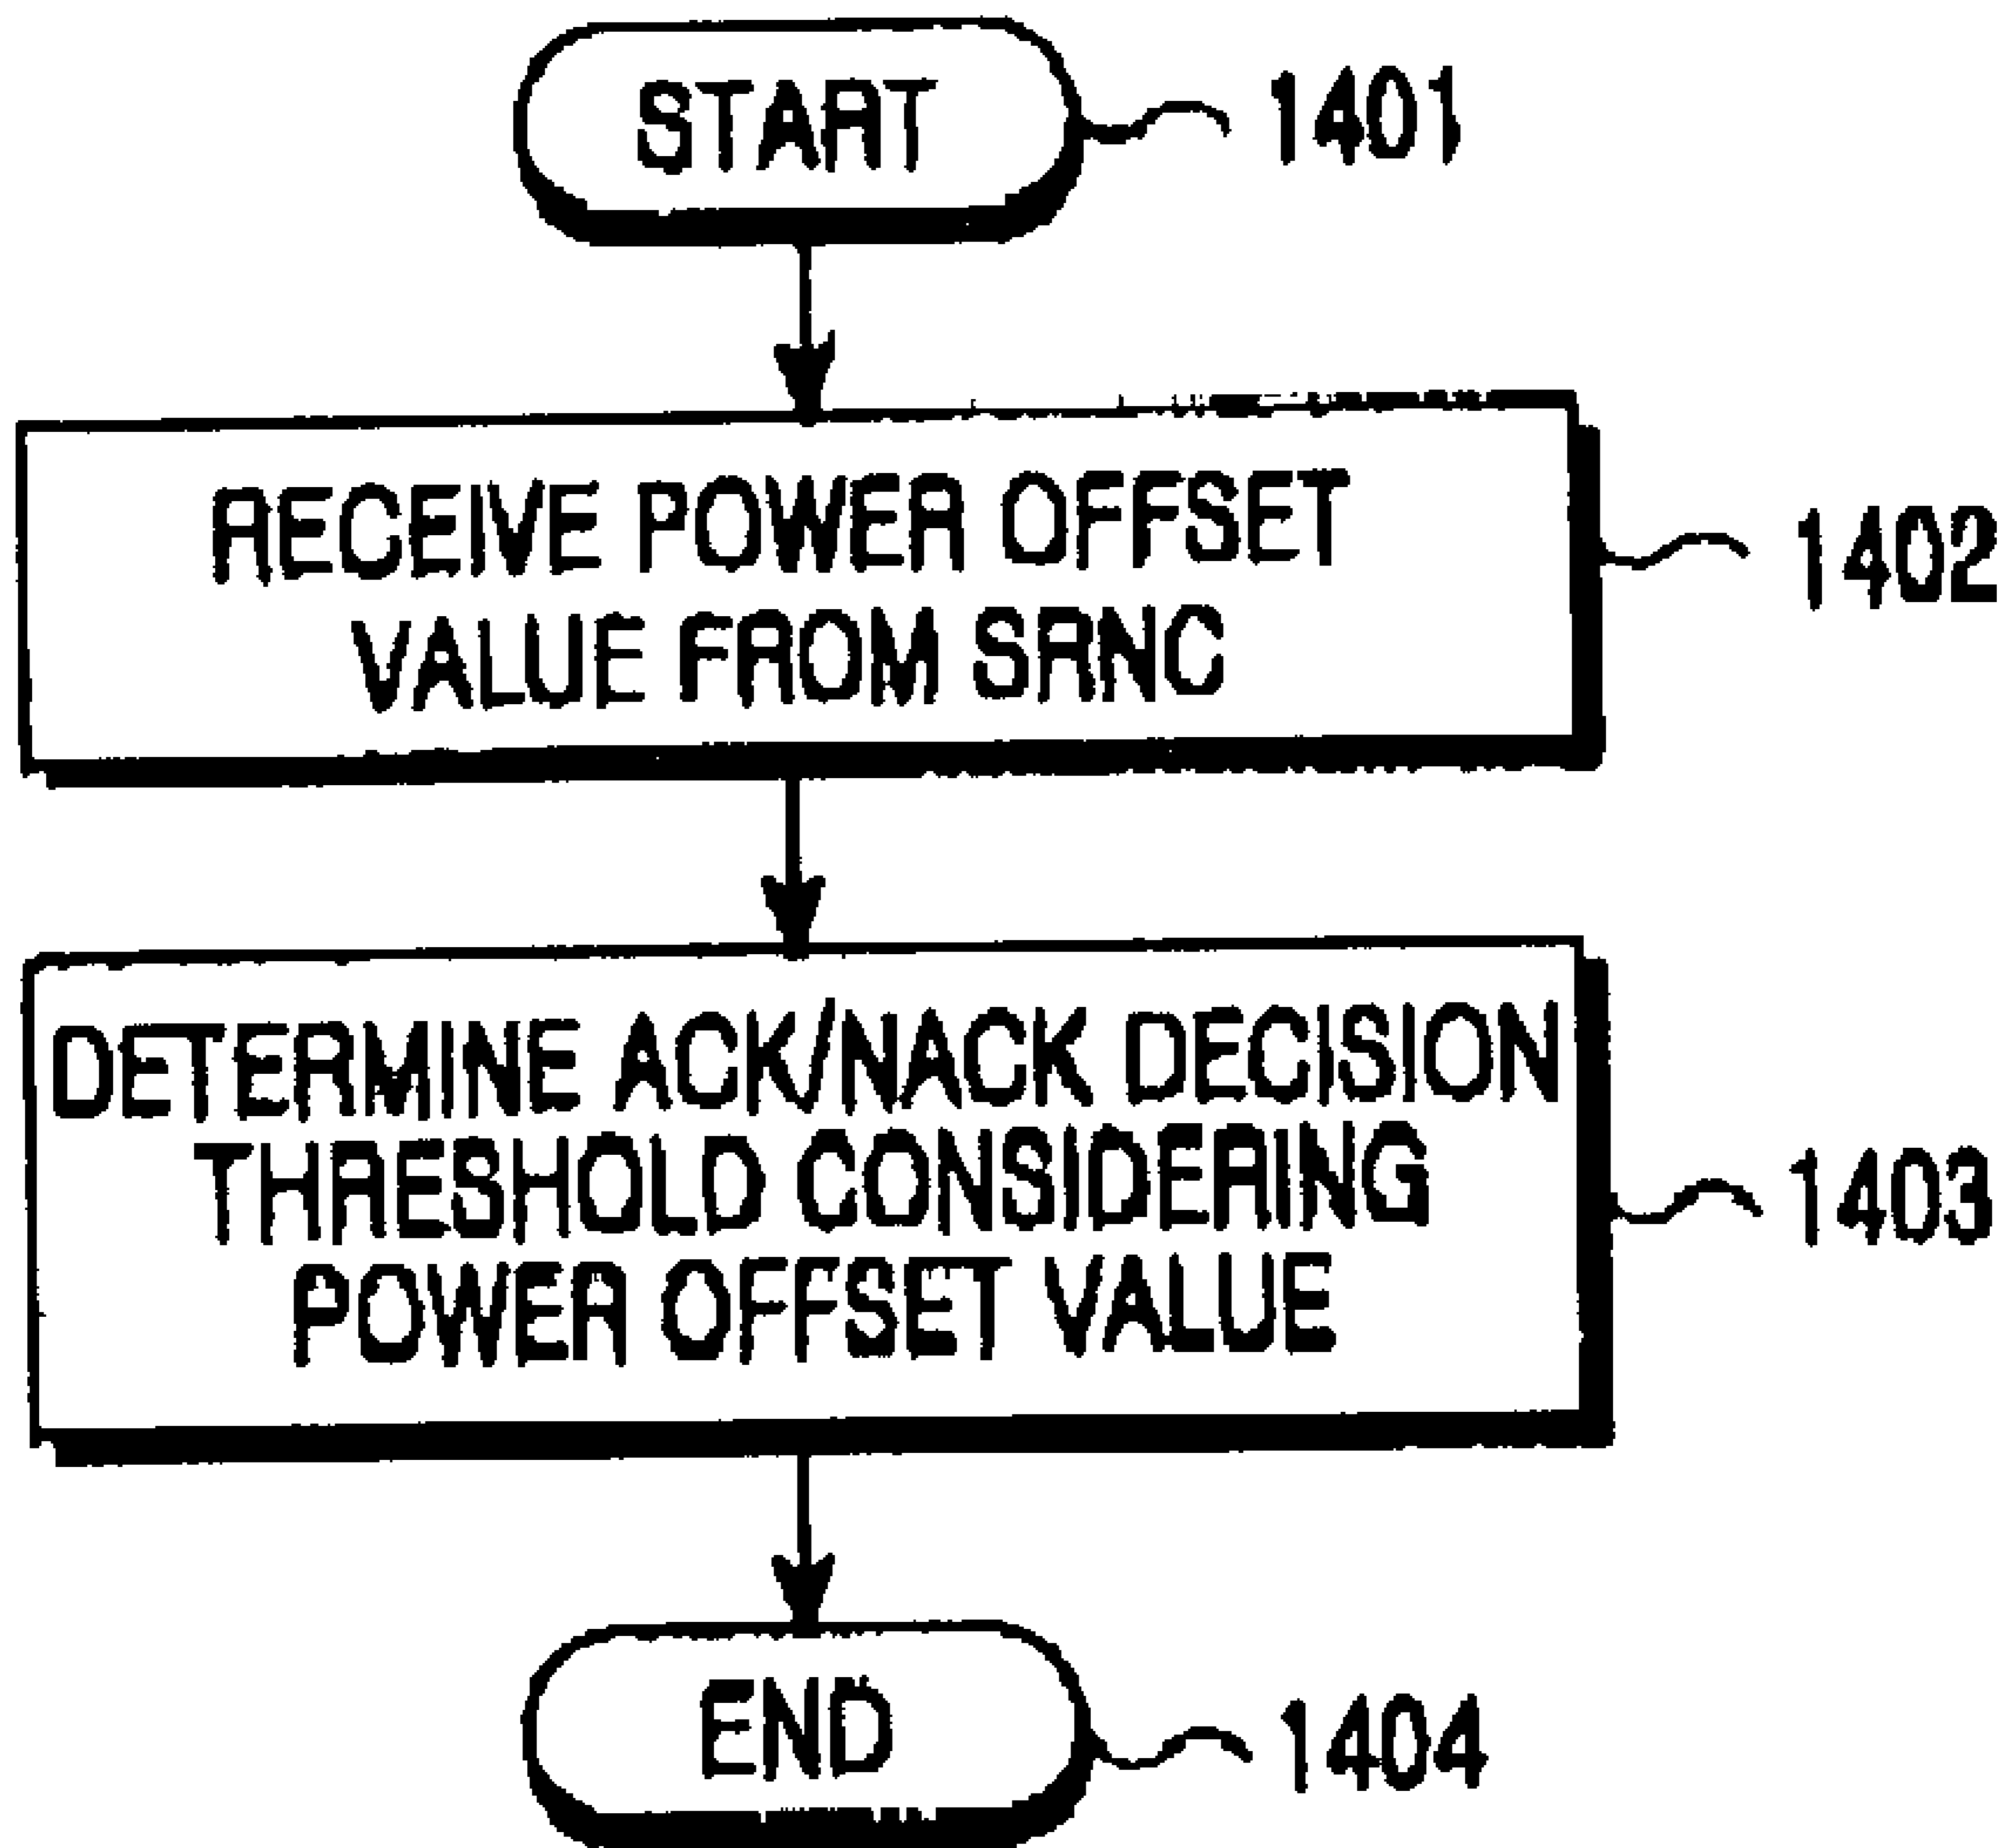 START
1401
RECEIVE POWER OFFSET
VALUE FROM SRNC
1402
DETERMINE ACK/NACK DECISION
THRESHOLD CONSIDERING
POWER OFFSET VALUE
1403
END
1404